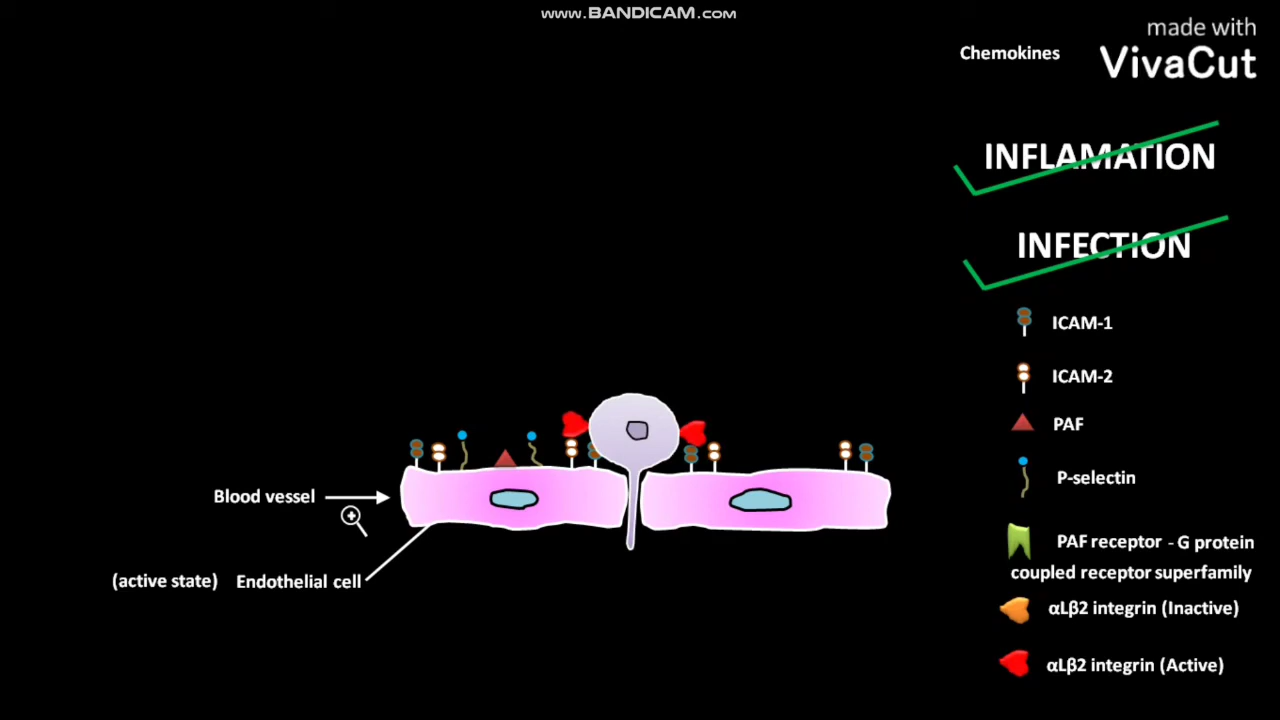 www.BANDICAM.com
made with
VivaCut
Chemokines
INFLAMATION
INFECTION
ICAM-1
ICAM-2
PAF
P-selectin
PAF receptor - G protein
coupled receptor superfamily
αLβ2 integrin (Inactive)
αLβ2 integrin (Active)
Blood vessel
(active state) Endothelial cell